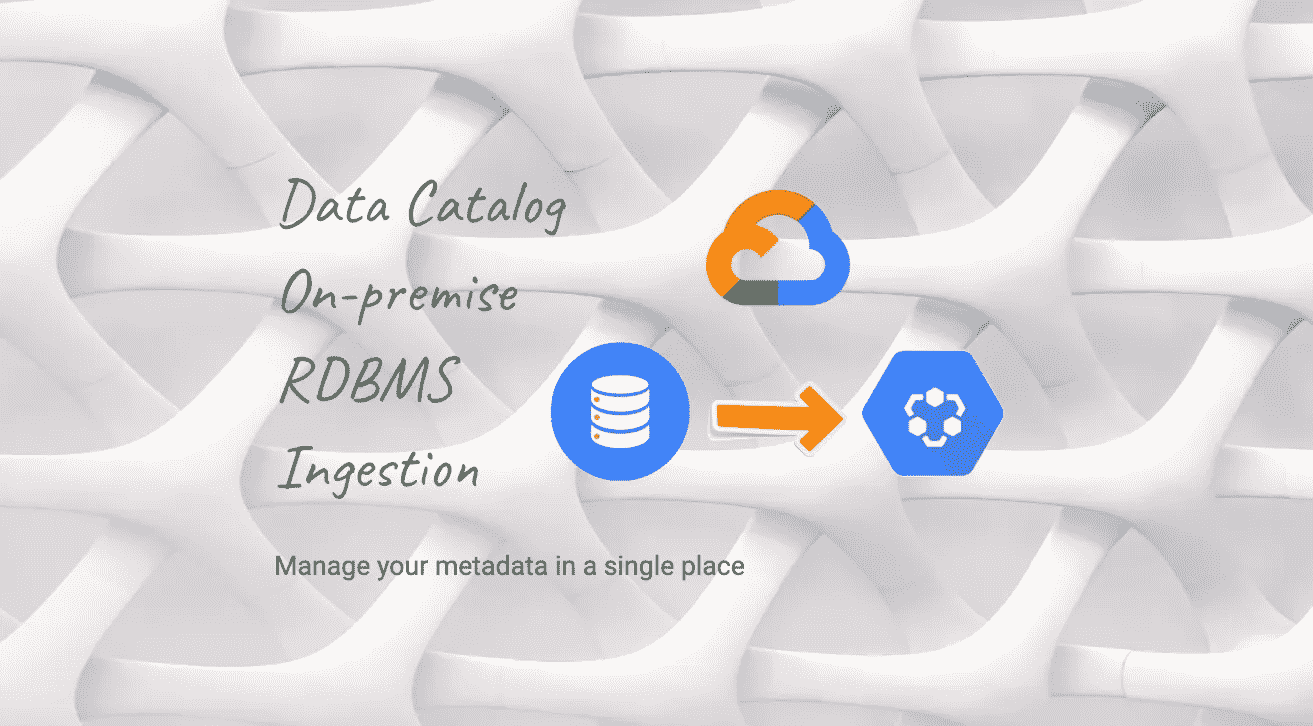 Data Catalog
On-premise
RDBMS
Ingestion
Manage your metadata in a single place